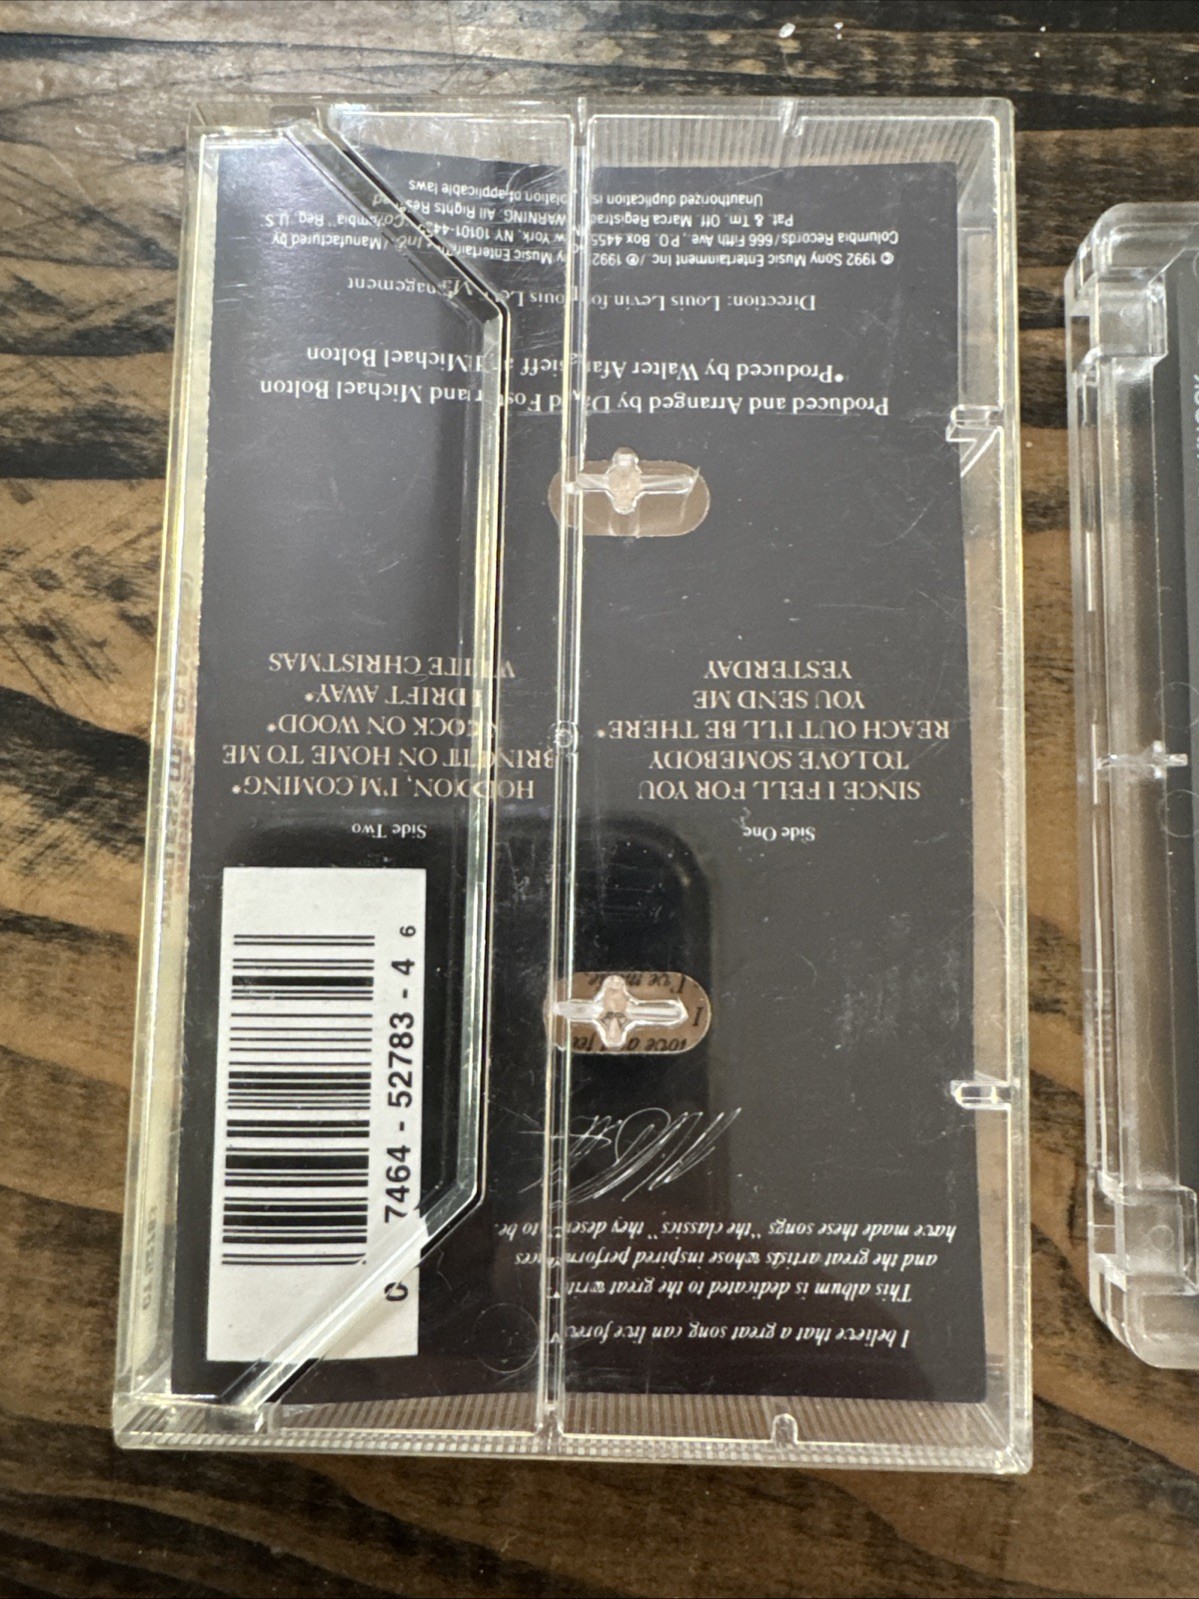 I believe that a great song can live forever
This album is dedicated to the great
and the great artists whose inspired performances
have made these songs "the classics" they deserve to be.
0 7464 - 52783 - 4 6
Side One
SINCE I FELL FOR YOU
TO LOVE SOMEBODY
REACH OUT I'LL BE THERE*
YOU SEND ME
YESTERDAY
Side Two
HOLD ON, I'M COMING*
BRING IT ON HOME TO ME
KNOCK ON WOOD*
DRIFT AWAY*
WHITE CHRISTMAS
Produced and Arranged by David Foster and Michael Bolton
*Produced by Walter Afanasieff and Michael Bolton
Direction: Louis Levin for Louis Levin Management
© 1992 Sony Music Entertainment Inc. / ℗ 1992 Sony Music Entertainment Inc. / Manufactured by
Columbia Records / 666 Fifth Ave., P.O. Box 4455, New York, NY 10101-4455 / "Columbia" Reg. U.S.
Pat. & Tm. Off. Marca Registrada. / WARNING: All Rights Reserved.
Unauthorized duplication is a violation of applicable laws
I've m
I
love a